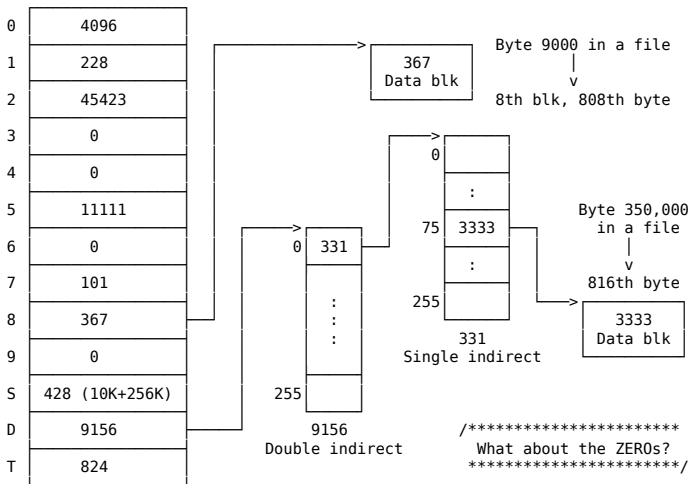 0 4096
1 228
2 45423
3 0
4 0
5 11111
6 0
7 101
8 367
9 0
S 428 (10K+256K)
D 9156
T 824
367
Data blk
Byte 9000 in a file
|
v
8th blk, 808th byte
> 0 331
:
:
:
255
9156
Double indirect
> 0
:
75 3333
:
255
331
Single indirect
Byte 350,000
in a file
|
v
816th byte
>
3333
Data blk
/***********************
What about the ZEROs?
***********************/